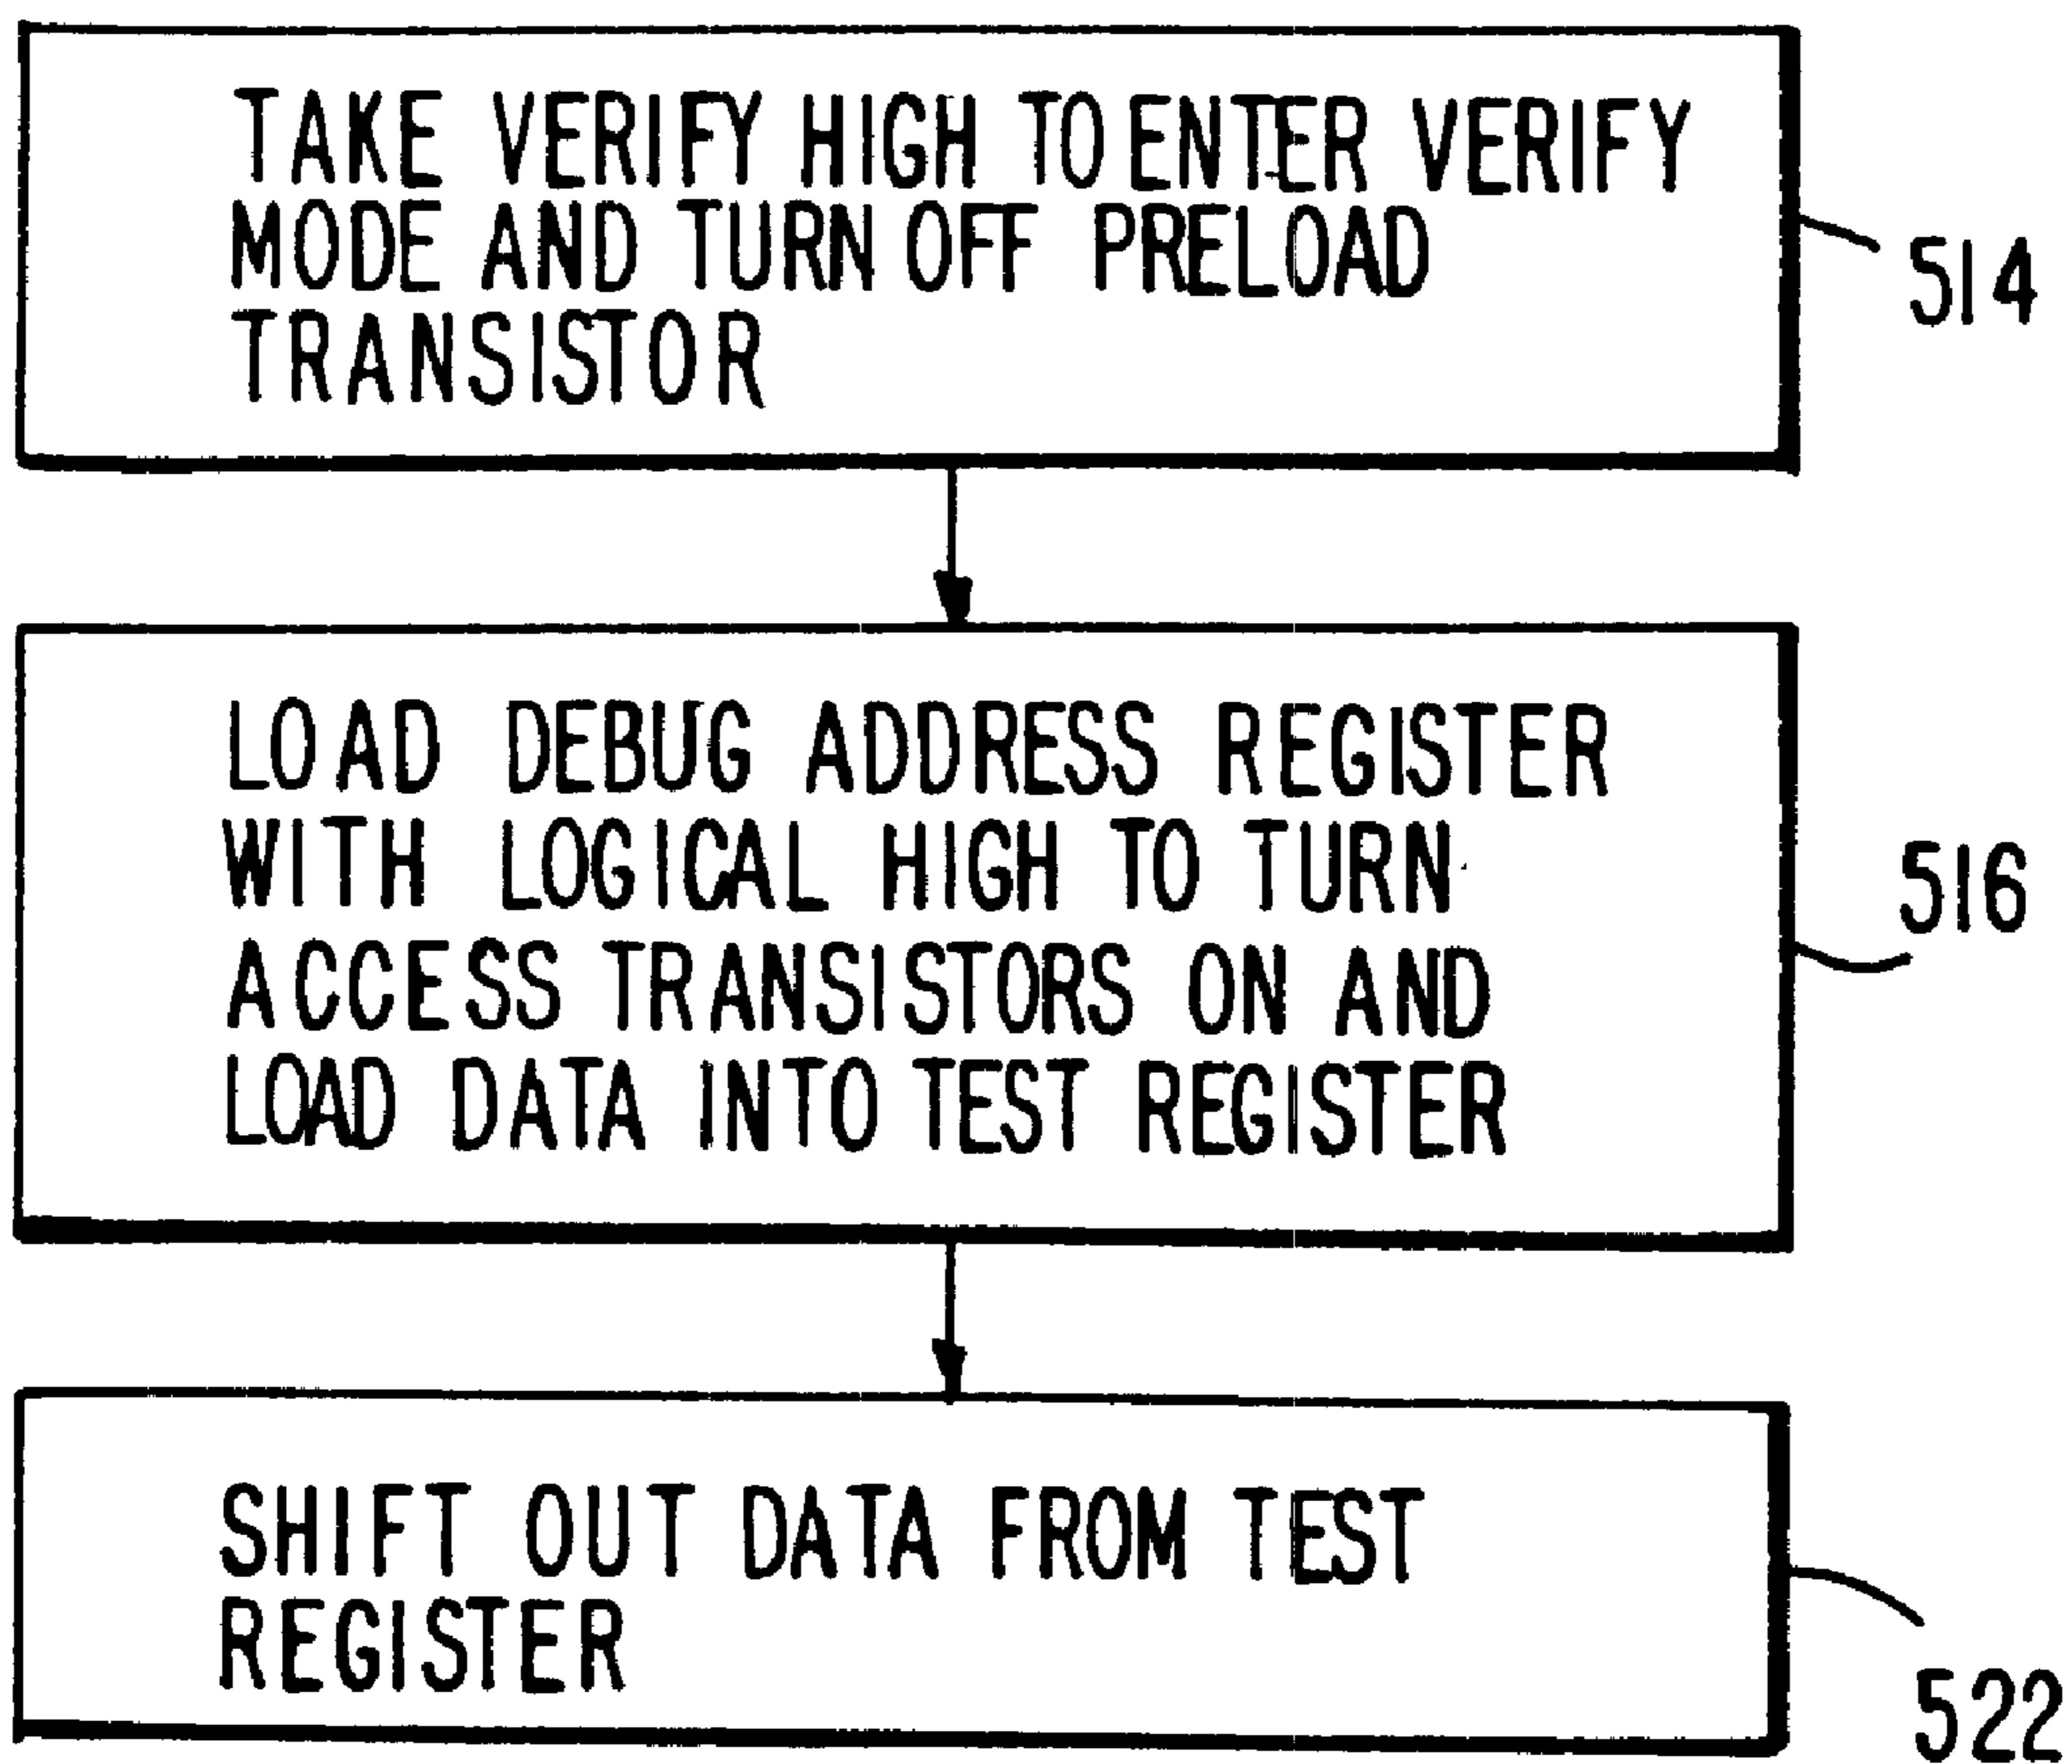 TAKE VERIFY HIGH TO ENTER VERIFY
MODE AND TURN OFF PRELOAD
TRANSISTOR
514
LOAD DEBUG ADDRESS REGISTER
WITH LOGICAL HIGH TO TURN
ACCESS TRANSISTORS ON AND
LOAD DATA INTO TEST REGISTER
516
SHIFT OUT DATA FROM TEST
REGISTER
522